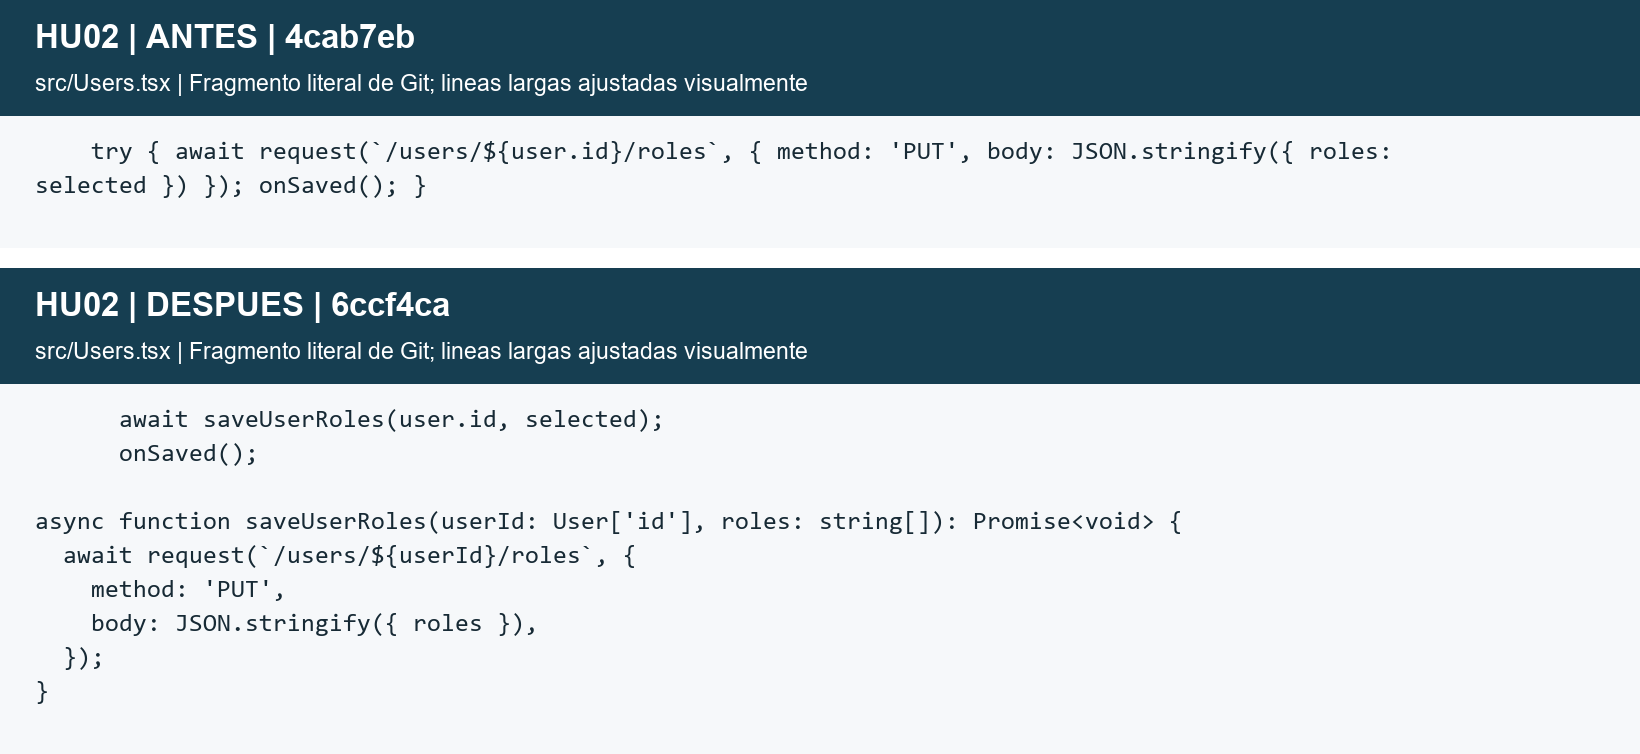 HU02 | ANTES | 4cab7eb
src/Users.tsx | Fragmento literal de Git; lineas largas ajustadas visualmente
    try { await request(`/users/${user.id}/roles`, { method: 'PUT', body: JSON.stringify({ roles:
selected }) }); onSaved(); }
HU02 | DESPUES | 6ccf4ca
src/Users.tsx | Fragmento literal de Git; lineas largas ajustadas visualmente
      await saveUserRoles(user.id, selected);
      onSaved();
async function saveUserRoles(userId: User['id'], roles: string[]): Promise<void> {
  await request(`/users/${userId}/roles`, {
    method: 'PUT',
    body: JSON.stringify({ roles }),
  });
}